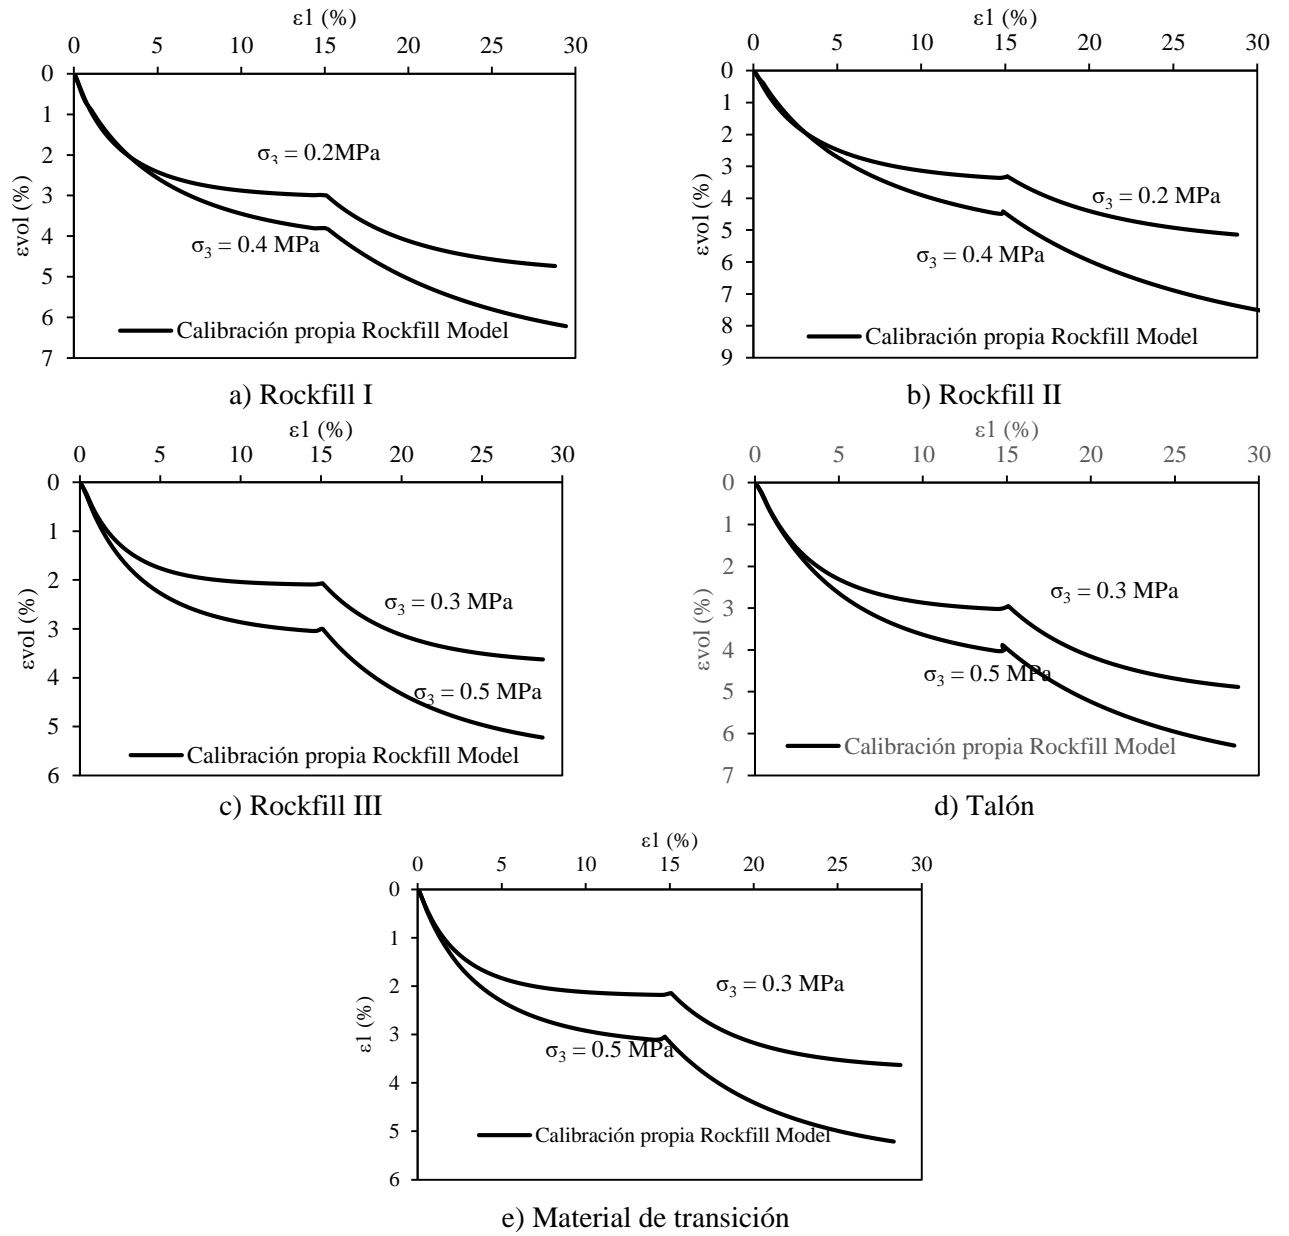 ε1 (%)
0 5 10 15 20 25 30
0
1
2
3
4
5
6
7
εvol (%)
σ3 = 0.2MPa
σ3 = 0.4 MPa
Calibración propia Rockfill Model
a) Rockfill I
ε1 (%)
0 5 10 15 20 25 30
0
1
2
3
4
5
6
7
8
9
εvol (%)
σ3 = 0.2 MPa
σ3 = 0.4 MPa
Calibración propia Rockfill Model
b) Rockfill II
ε1 (%)
0 5 10 15 20 25 30
0
1
2
3
4
5
6
εvol (%)
σ3 = 0.3 MPa
σ3 = 0.5 MPa
Calibración propia Rockfill Model
c) Rockfill III
ε1 (%)
0 5 10 15 20 25 30
0
1
2
3
4
5
6
7
εvol (%)
σ3 = 0.3 MPa
σ3 = 0.5 MPa
Calibración propia Rockfill Model
d) Talón
ε1 (%)
0 5 10 15 20 25 30
0
1
2
3
4
5
6
ε1 (%)
σ3 = 0.3 MPa
σ3 = 0.5 MPa
Calibración propia Rockfill Model
e) Material de transición